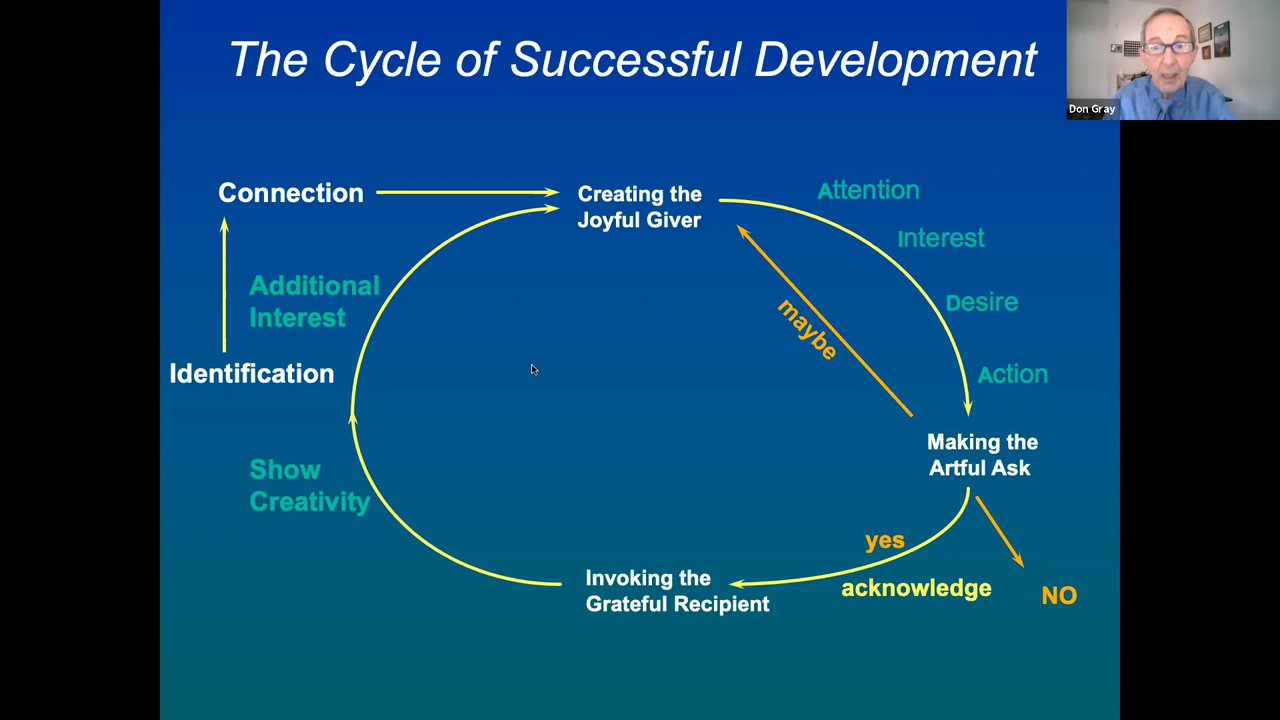 The Cycle of Successful Development
Don Gray
Connection
Creating the
Joyful Giver
Attention
Interest
Desire
Action
Additional
Interest
maybe
Identification
Making the
Artful Ask
Show
Creativity
yes
acknowledge
NO
Invoking the
Grateful Recipient